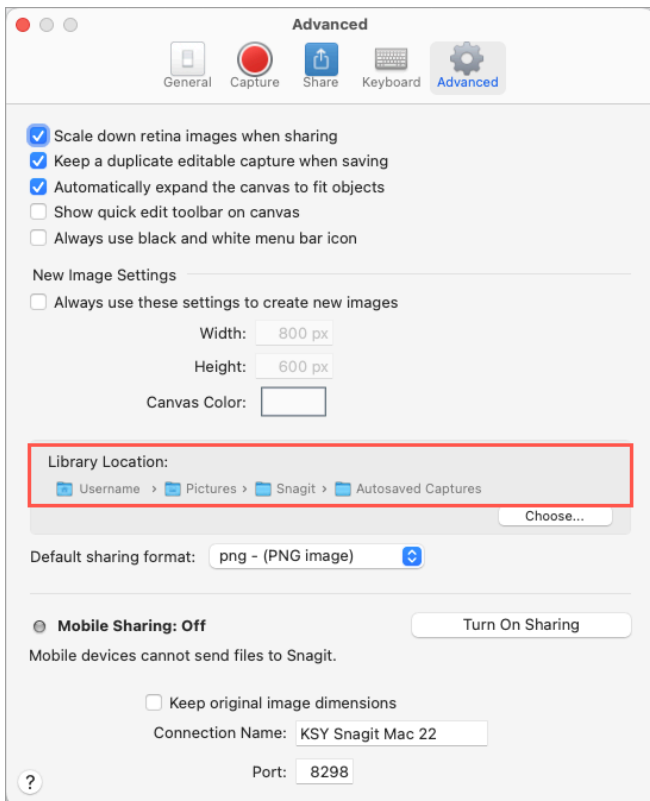 Advanced
General Capture Share Keyboard Advanced
Scale down retina images when sharing
Keep a duplicate editable capture when saving
Automatically expand the canvas to fit objects
Show quick edit toolbar on canvas
Always use black and white menu bar icon
New Image Settings
Always use these settings to create new images
Width: 800 px
Height: 600 px
Canvas Color:
Library Location:
Username › Pictures › Snagit › Autosaved Captures
Choose...
Default sharing format: png - (PNG image)
Mobile Sharing: Off Turn On Sharing
Mobile devices cannot send files to Snagit.
Keep original image dimensions
Connection Name: KSY Snagit Mac 22
Port: 8298
?